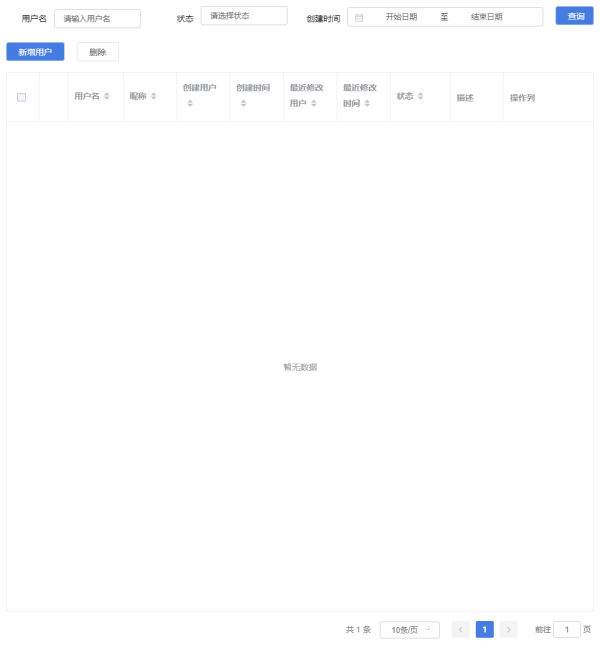 用户名 请输入用户名 状态 请选择状态 创建时间 开始日期 至 结束日期 查询
新增用户 删除
用户名 昵称 创建用户 创建时间 最近修改用户 最近修改时间 状态 描述 操作列
暂无数据
共 1 条 10条/页 1 前往 1 页